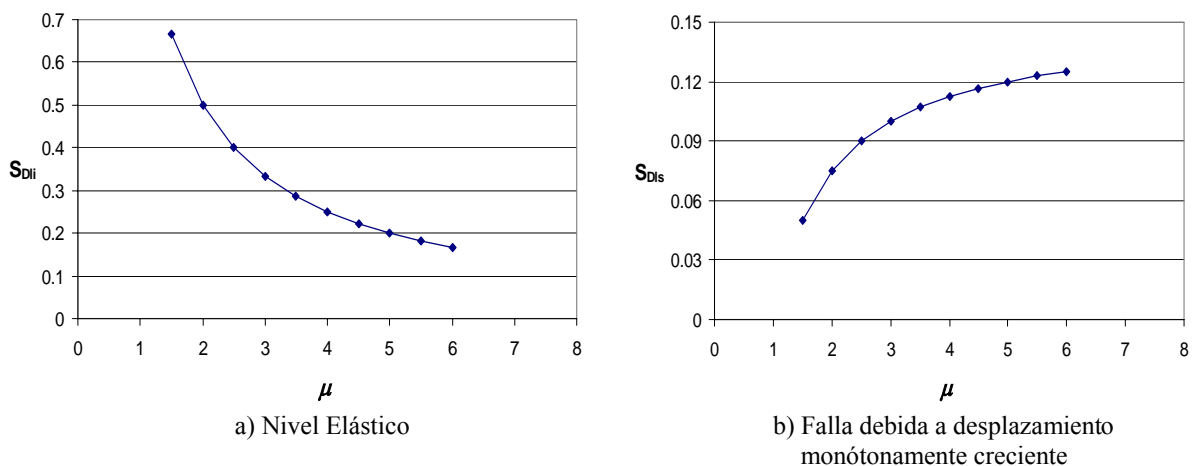 0.7
0.6
0.5
0.4
0.3
0.2
0.1
0
S_DIi
0 1 2 3 4 5 6 7 8
μ
a) Nivel Elástico
0.15
0.12
0.09
0.06
0.03
0
S_DIs
0 1 2 3 4 5 6 7 8
μ
b) Falla debida a desplazamiento
monótonamente creciente